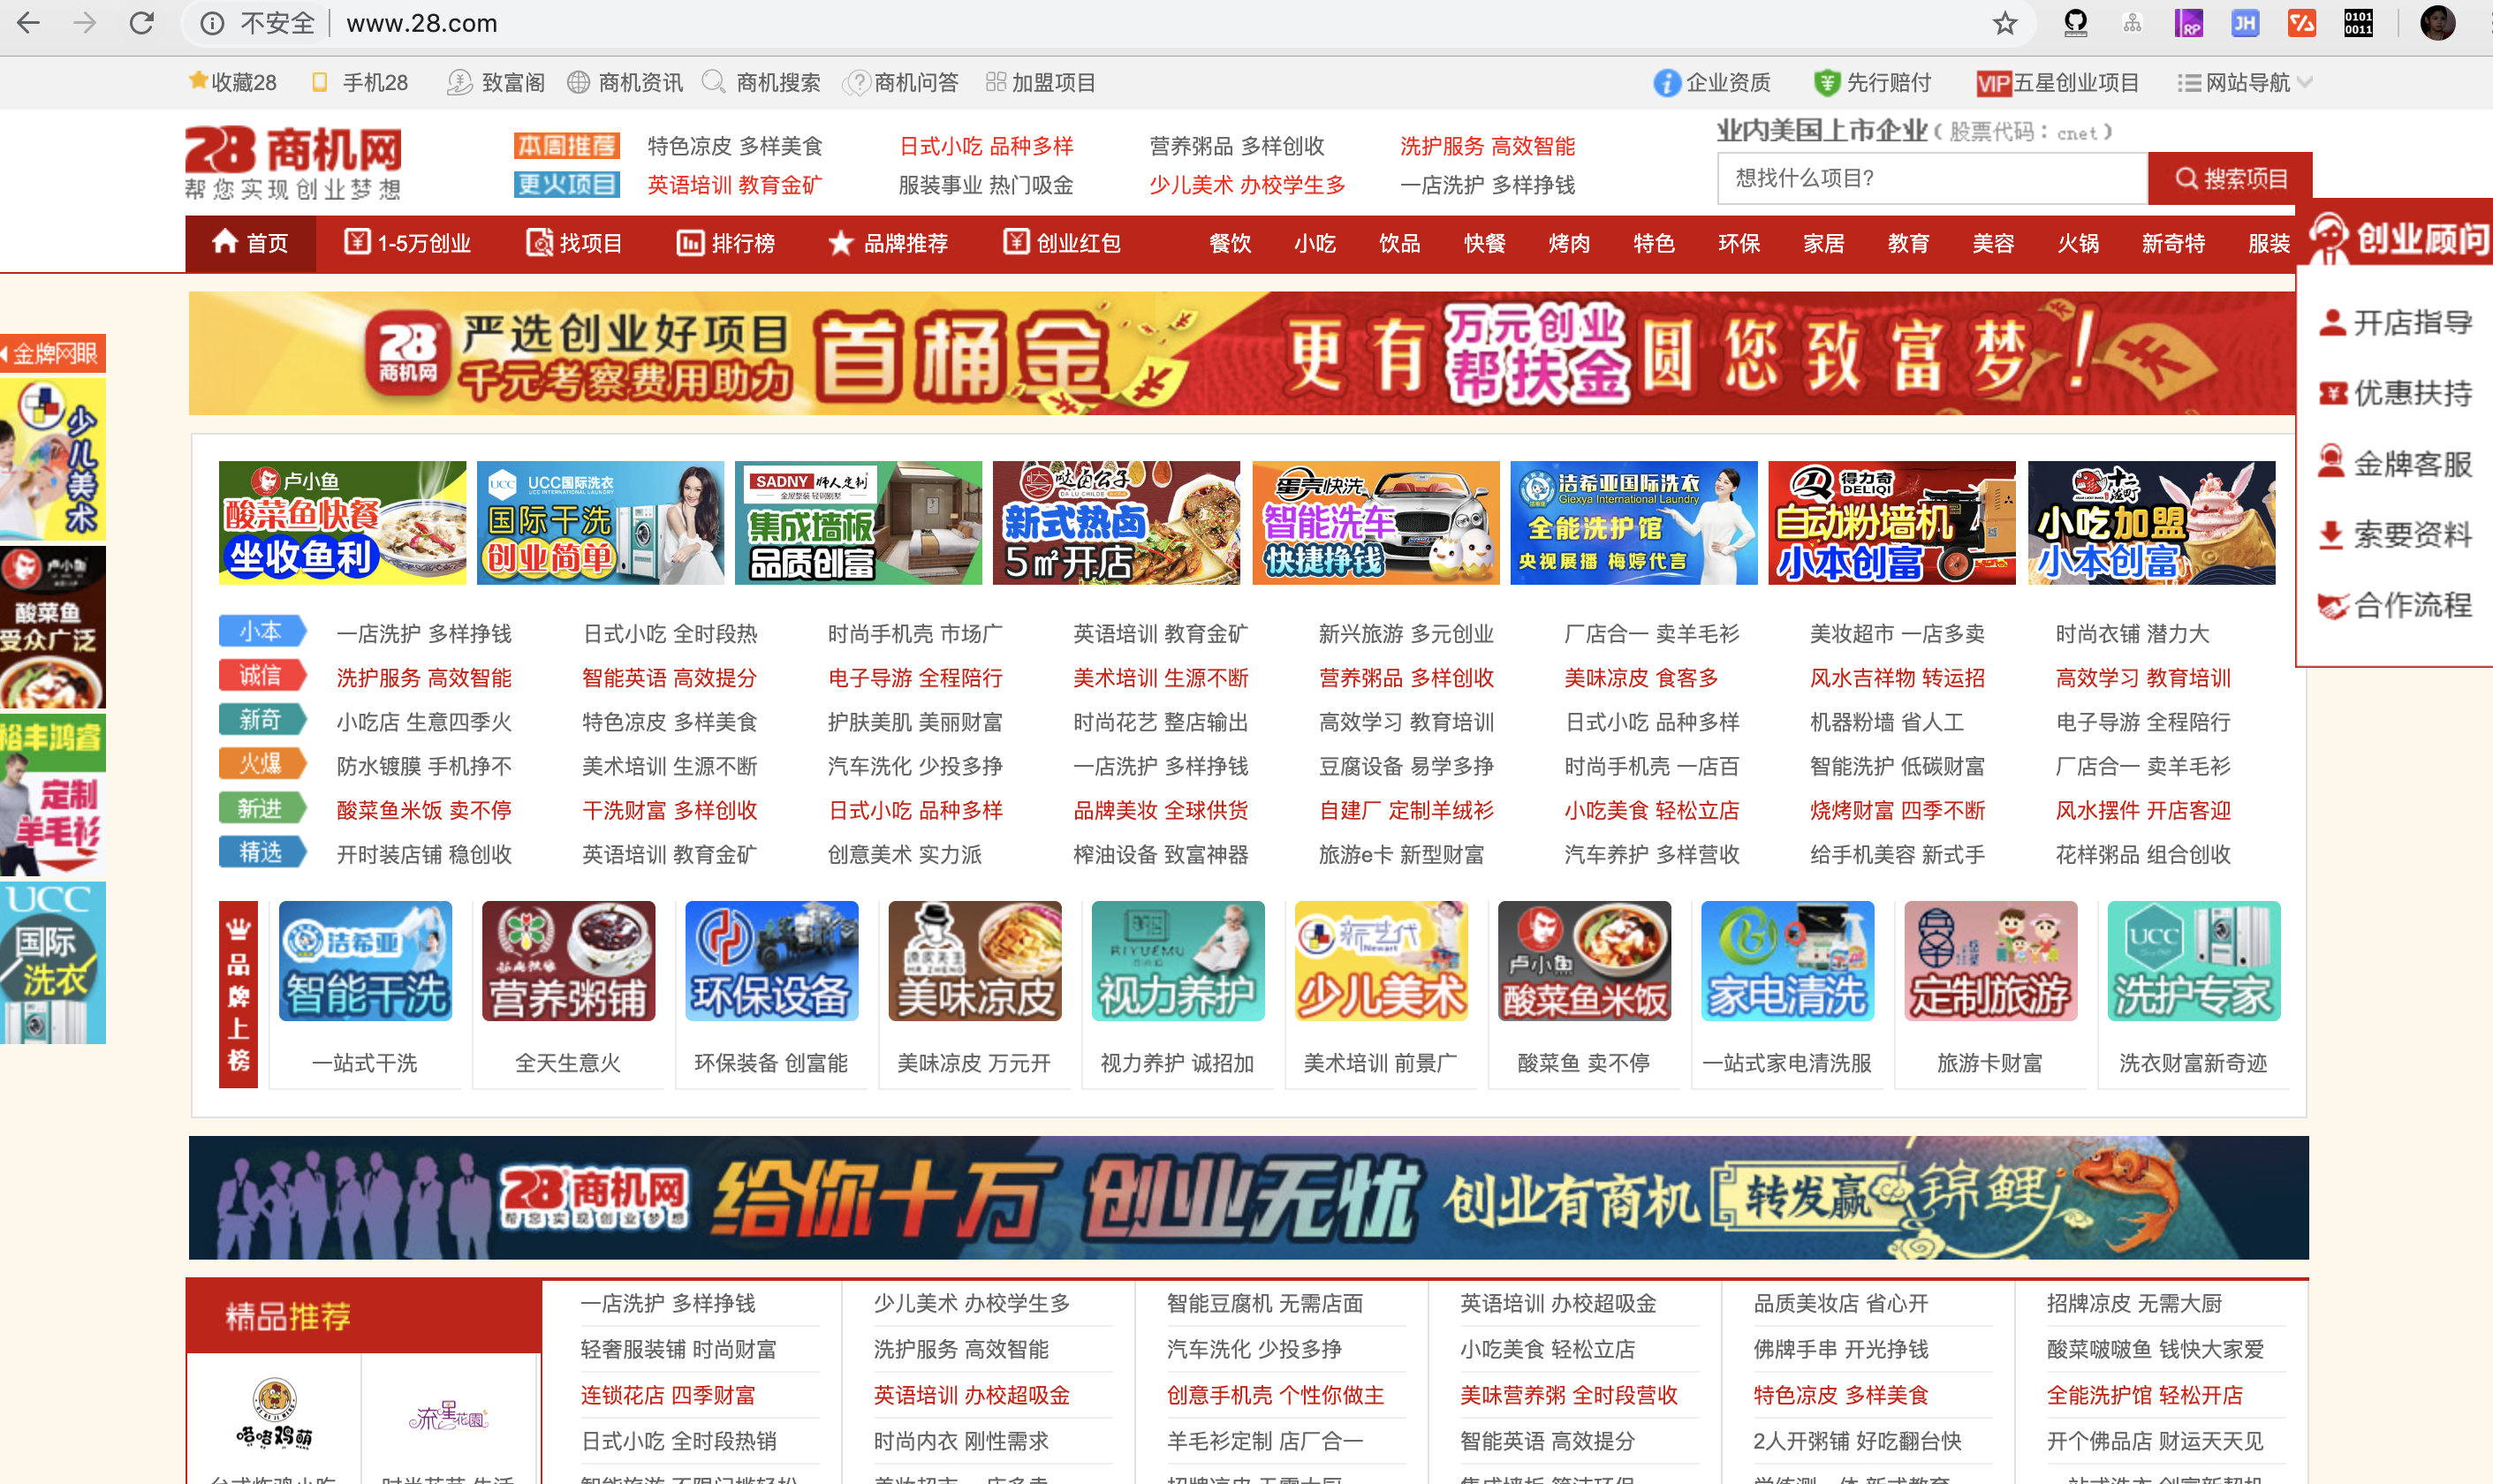 不安全 www.28.com
收藏28 手机28 致富阁 商机资讯 商机搜索 商机问答 加盟项目 企业资质 先行赔付 VIP五星创业项目 网站导航
28 商机网
帮您实现创业梦想
本周推荐 特色凉皮 多样美食 日式小吃 品种多样 营养粥品 多样创收 洗护服务 高效智能
更火项目 英语培训 教育金矿 服装事业 热门吸金 少儿美术 办校学生多 一店洗护 多样挣钱
业内美国上市企业（股票代码：cnet）
想找什么项目? 搜索项目
首页 1-5万创业 找项目 排行榜 品牌推荐 创业红包 餐饮 小吃 饮品 快餐 烤肉 特色 环保 家居 教育 美容 火锅 新奇特 服装
创业顾问
开店指导
优惠扶持
金牌客服
索要资料
合作流程
金牌网眼
少儿美术
卢小鱼
酸菜鱼
受众广泛
裕丰鸿睿
定制
羊毛衫
UCC
国际
洗衣
28 商机网
严选创业好项目
千元考察费用助力
首桶金
更有 万元创业 帮扶金 圆您致富梦！
卢小鱼
酸菜鱼快餐
坐收鱼利
UCC UCC国际洗衣
UCC INTERNATIONAL LAUNDRY
国际干洗
创业简单
SADNY 师人定制
集成墙板
品质创富
哒卤公子
DA LU CHILDE
新式热卤
5㎡开店
蛋壳快洗
智能洗车
快捷挣钱
洁希亚国际洗衣
Giexya International Laundry
全能洗护馆
央视展播 梅婷代言
得力奇
DELIQI
自动粉墙机
小本创富
小吃加盟
小本创富
小本 一店洗护 多样挣钱 日式小吃 全时段热 时尚手机壳 市场广 英语培训 教育金矿 新兴旅游 多元创业 厂店合一 卖羊毛衫 美妆超市 一店多卖 时尚衣铺 潜力大
诚信 洗护服务 高效智能 智能英语 高效提分 电子导游 全程陪行 美术培训 生源不断 营养粥品 多样创收 美味凉皮 食客多 风水吉祥物 转运招 高效学习 教育培训
新奇 小吃店 生意四季火 特色凉皮 多样美食 护肤美肌 美丽财富 时尚花艺 整店输出 高效学习 教育培训 日式小吃 品种多样 机器粉墙 省人工 电子导游 全程陪行
火爆 防水镀膜 手机挣不 美术培训 生源不断 汽车洗化 少投多挣 一店洗护 多样挣钱 豆腐设备 易学多挣 时尚手机壳 一店百 智能洗护 低碳财富 厂店合一 卖羊毛衫
新进 酸菜鱼米饭 卖不停 干洗财富 多样创收 日式小吃 品种多样 品牌美妆 全球供货 自建厂 定制羊绒衫 小吃美食 轻松立店 烧烤财富 四季不断 风水摆件 开店客迎
精选 开时装店铺 稳创收 英语培训 教育金矿 创意美术 实力派 榨油设备 致富神器 旅游e卡 新型财富 汽车养护 多样营收 给手机美容 新式手 花样粥品 组合创收
品牌上榜
洁希亚
智能干洗
营养粥铺
环保设备
MR ZHENG
美味凉皮
RIYUEMU
视力养护
新世代
Newart
少儿美术
卢小鱼
酸菜鱼米饭
家电清洗
定制旅游
UCC
洗护专家
一站式干洗 全天生意火 环保装备 创富能 美味凉皮 万元开 视力养护 诚招加 美术培训 前景广 酸菜鱼 卖不停 一站式家电清洗服 旅游卡财富 洗衣财富新奇迹
28商机网
帮您实现创业梦想
给你十万 创业无忧 创业有商机 转发赢 锦鲤
精品推荐
咯咯鸡萌
流星花園
一店洗护 多样挣钱 少儿美术 办校学生多 智能豆腐机 无需店面 英语培训 办校超吸金 品质美妆店 省心开 招牌凉皮 无需大厨
轻奢服装铺 时尚财富 洗护服务 高效智能 汽车洗化 少投多挣 小吃美食 轻松立店 佛牌手串 开光挣钱 酸菜啵啵鱼 钱快大家爱
连锁花店 四季财富 英语培训 办校超吸金 创意手机壳 个性你做主 美味营养粥 全时段营收 特色凉皮 多样美食 全能洗护馆 轻松开店
日式小吃 全时段热销 时尚内衣 刚性需求 羊毛衫定制 店厂合一 智能英语 高效提分 2人开粥铺 好吃翻台快 开个佛品店 财运天天见